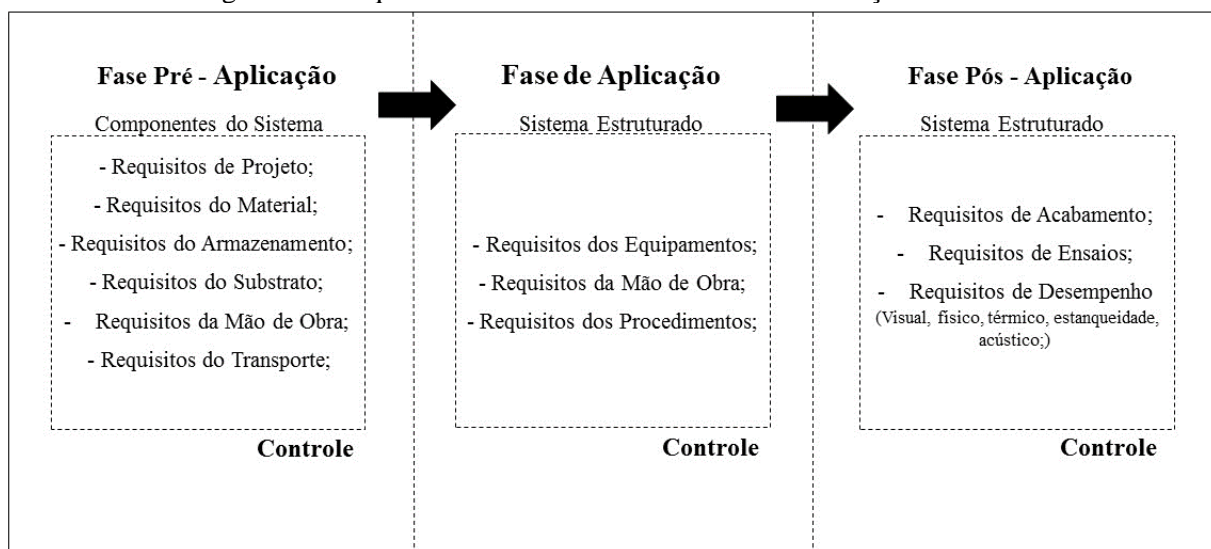 Fase Pré - Aplicação
Componentes do Sistema
- Requisitos de Projeto;
- Requisitos do Material;
- Requisitos do Armazenamento;
- Requisitos do Substrato;
- Requisitos da Mão de Obra;
- Requisitos do Transporte;
Controle
Fase de Aplicação
Sistema Estruturado
- Requisitos dos Equipamentos;
- Requisitos da Mão de Obra;
- Requisitos dos Procedimentos;
Controle
Fase Pós - Aplicação
Sistema Estruturado
- Requisitos de Acabamento;
- Requisitos de Ensaios;
- Requisitos de Desempenho
(Visual, físico, térmico, estanqueidade,
acústico;)
Controle